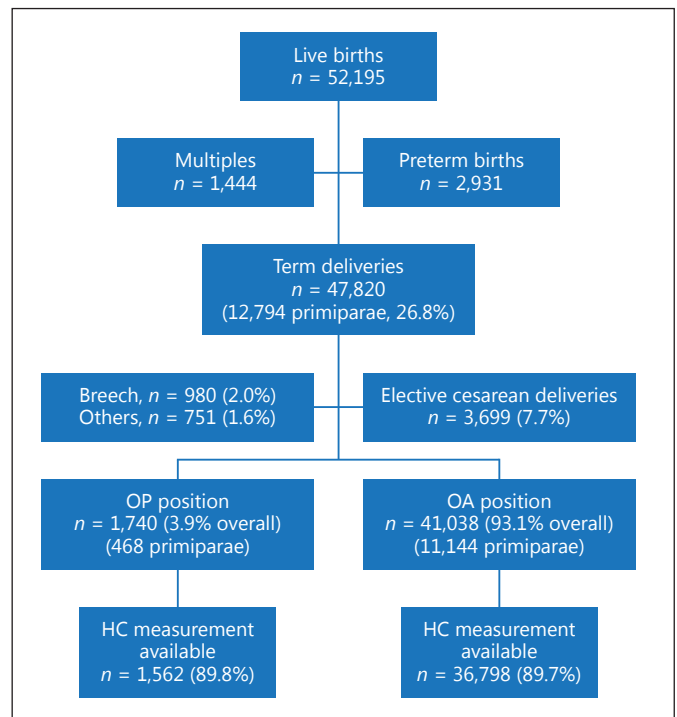 Live births
n = 52,195
Multiples
n = 1,444
Preterm births
n = 2,931
Term deliveries
n = 47,820
(12,794 primiparae, 26.8%)
Breech, n = 980 (2.0%)
Others, n = 751 (1.6%)
Elective cesarean deliveries
n = 3,699 (7.7%)
OP position
n = 1,740 (3.9% overall)
(468 primiparae)
OA position
n = 41,038 (93.1% overall)
(11,144 primiparae)
HC measurement
available
n = 1,562 (89.8%)
HC measurement
available
n = 36,798 (89.7%)